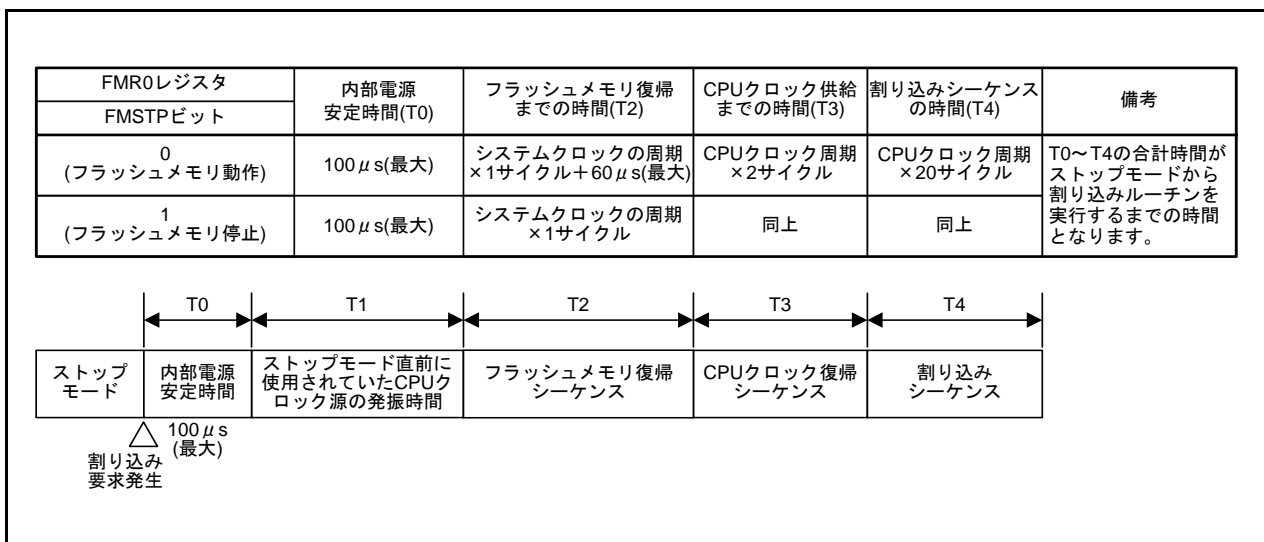 FMR0レジスタ
FMSTPビット
内部電源
安定時間(T0)
フラッシュメモリ復帰
までの時間(T2)
CPUクロック供給
までの時間(T3)
割り込みシーケンス
の時間(T4)
備考
0
(フラッシュメモリ動作)
100μs(最大)
システムクロックの周期
×1サイクル+60μs(最大)
CPUクロック周期
×2サイクル
CPUクロック周期
×20サイクル
T0~T4の合計時間が
ストップモードから
割り込みルーチンを
実行するまでの時間
となります。
1
(フラッシュメモリ停止)
100μs(最大)
システムクロックの周期
×1サイクル
同上
同上
T0
T1
T2
T3
T4
ストップ
モード
内部電源
安定時間
ストップモード直前に
使用されていたCPUク
ロック源の発振時間
フラッシュメモリ復帰
シーケンス
CPUクロック復帰
シーケンス
割り込み
シーケンス
100μs
(最大)
割り込み
要求発生